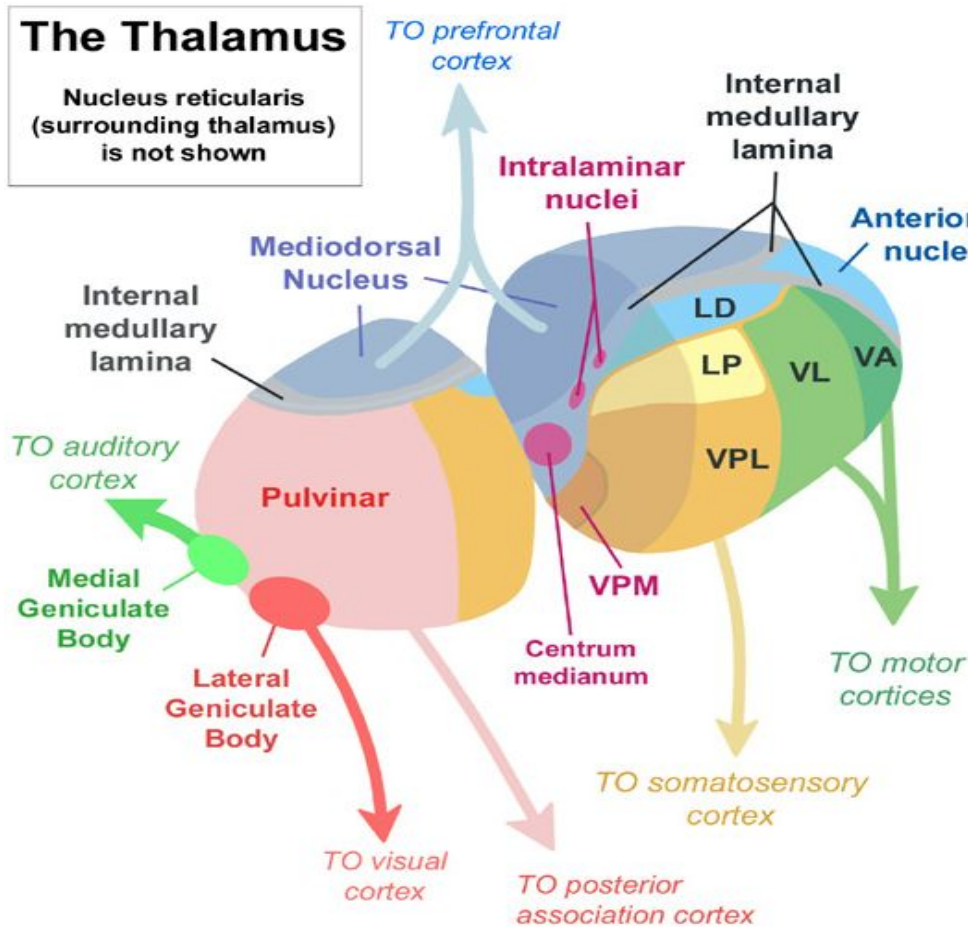 The Thalamus
Nucleus reticularis
(surrounding thalamus)
is not shown
TO prefrontal
cortex
Internal
medullary
lamina
Intralaminar
nuclei
Anterior
nuclei
Mediodorsal
Nucleus
Internal
medullary
lamina
LD
LP
VL
VA
VPL
TO auditory
cortex
Pulvinar
Medial
Geniculate
Body
VPM
Centrum
medianum
Lateral
Geniculate
Body
TO motor
cortices
TO somatosensory
cortex
TO visual
cortex
TO posterior
association cortex